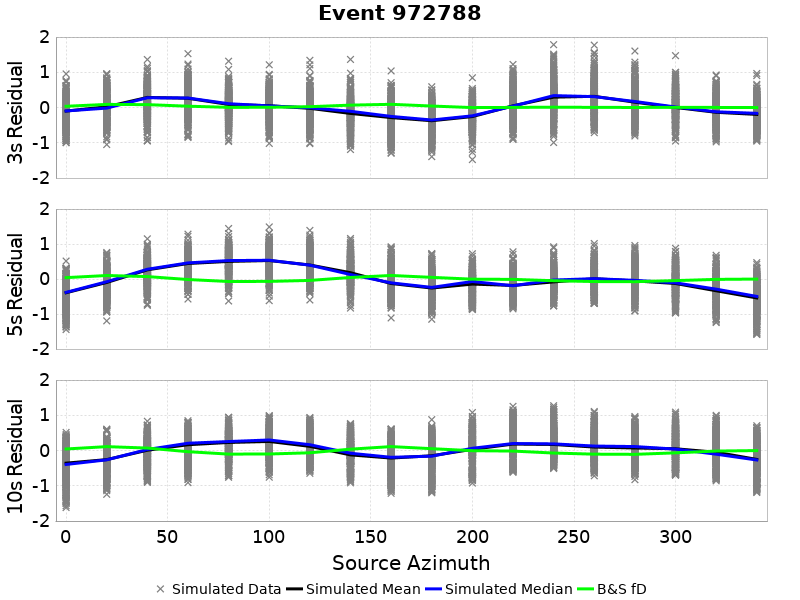 Event 972788
3s Residual
2
1
0
-1
-2
5s Residual
2
1
0
-1
-2
10s Residual
2
1
0
-1
-2
0 50 100 150 200 250 300
Source Azimuth
Simulated Data Simulated Mean Simulated Median B&S fD